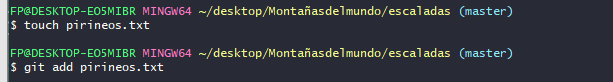 FP@DESKTOP-EO5MIBR MINGW64 ~/desktop/Montañasdelmundo/escaladas (master)
$ touch pirineos.txt
FP@DESKTOP-EO5MIBR MINGW64 ~/desktop/Montañasdelmundo/escaladas (master)
$ git add pirineos.txt